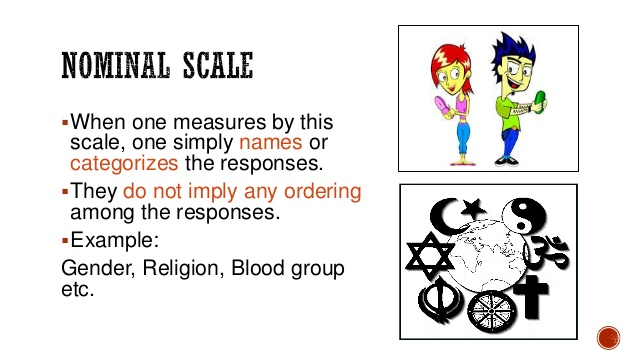 NOMINAL SCALE
▪When one measures by this
scale, one simply names or
categorizes the responses.
▪They do not imply any ordering
among the responses.
▪Example:
Gender, Religion, Blood group
etc.